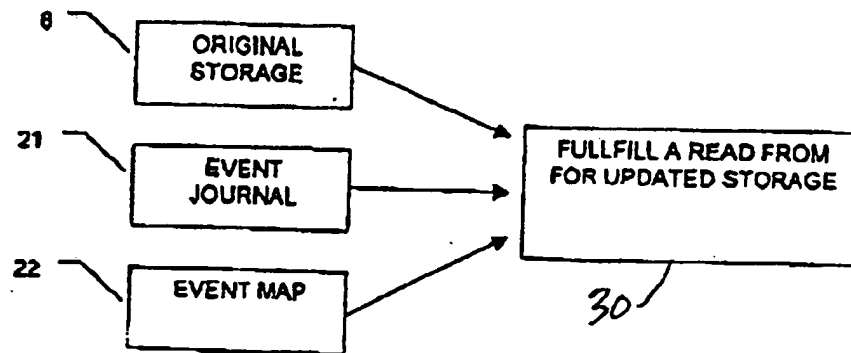 8
ORIGINAL
STORAGE
21
EVENT
JOURNAL
22
EVENT MAP
FULLFILL A READ FROM
FOR UPDATED STORAGE
30